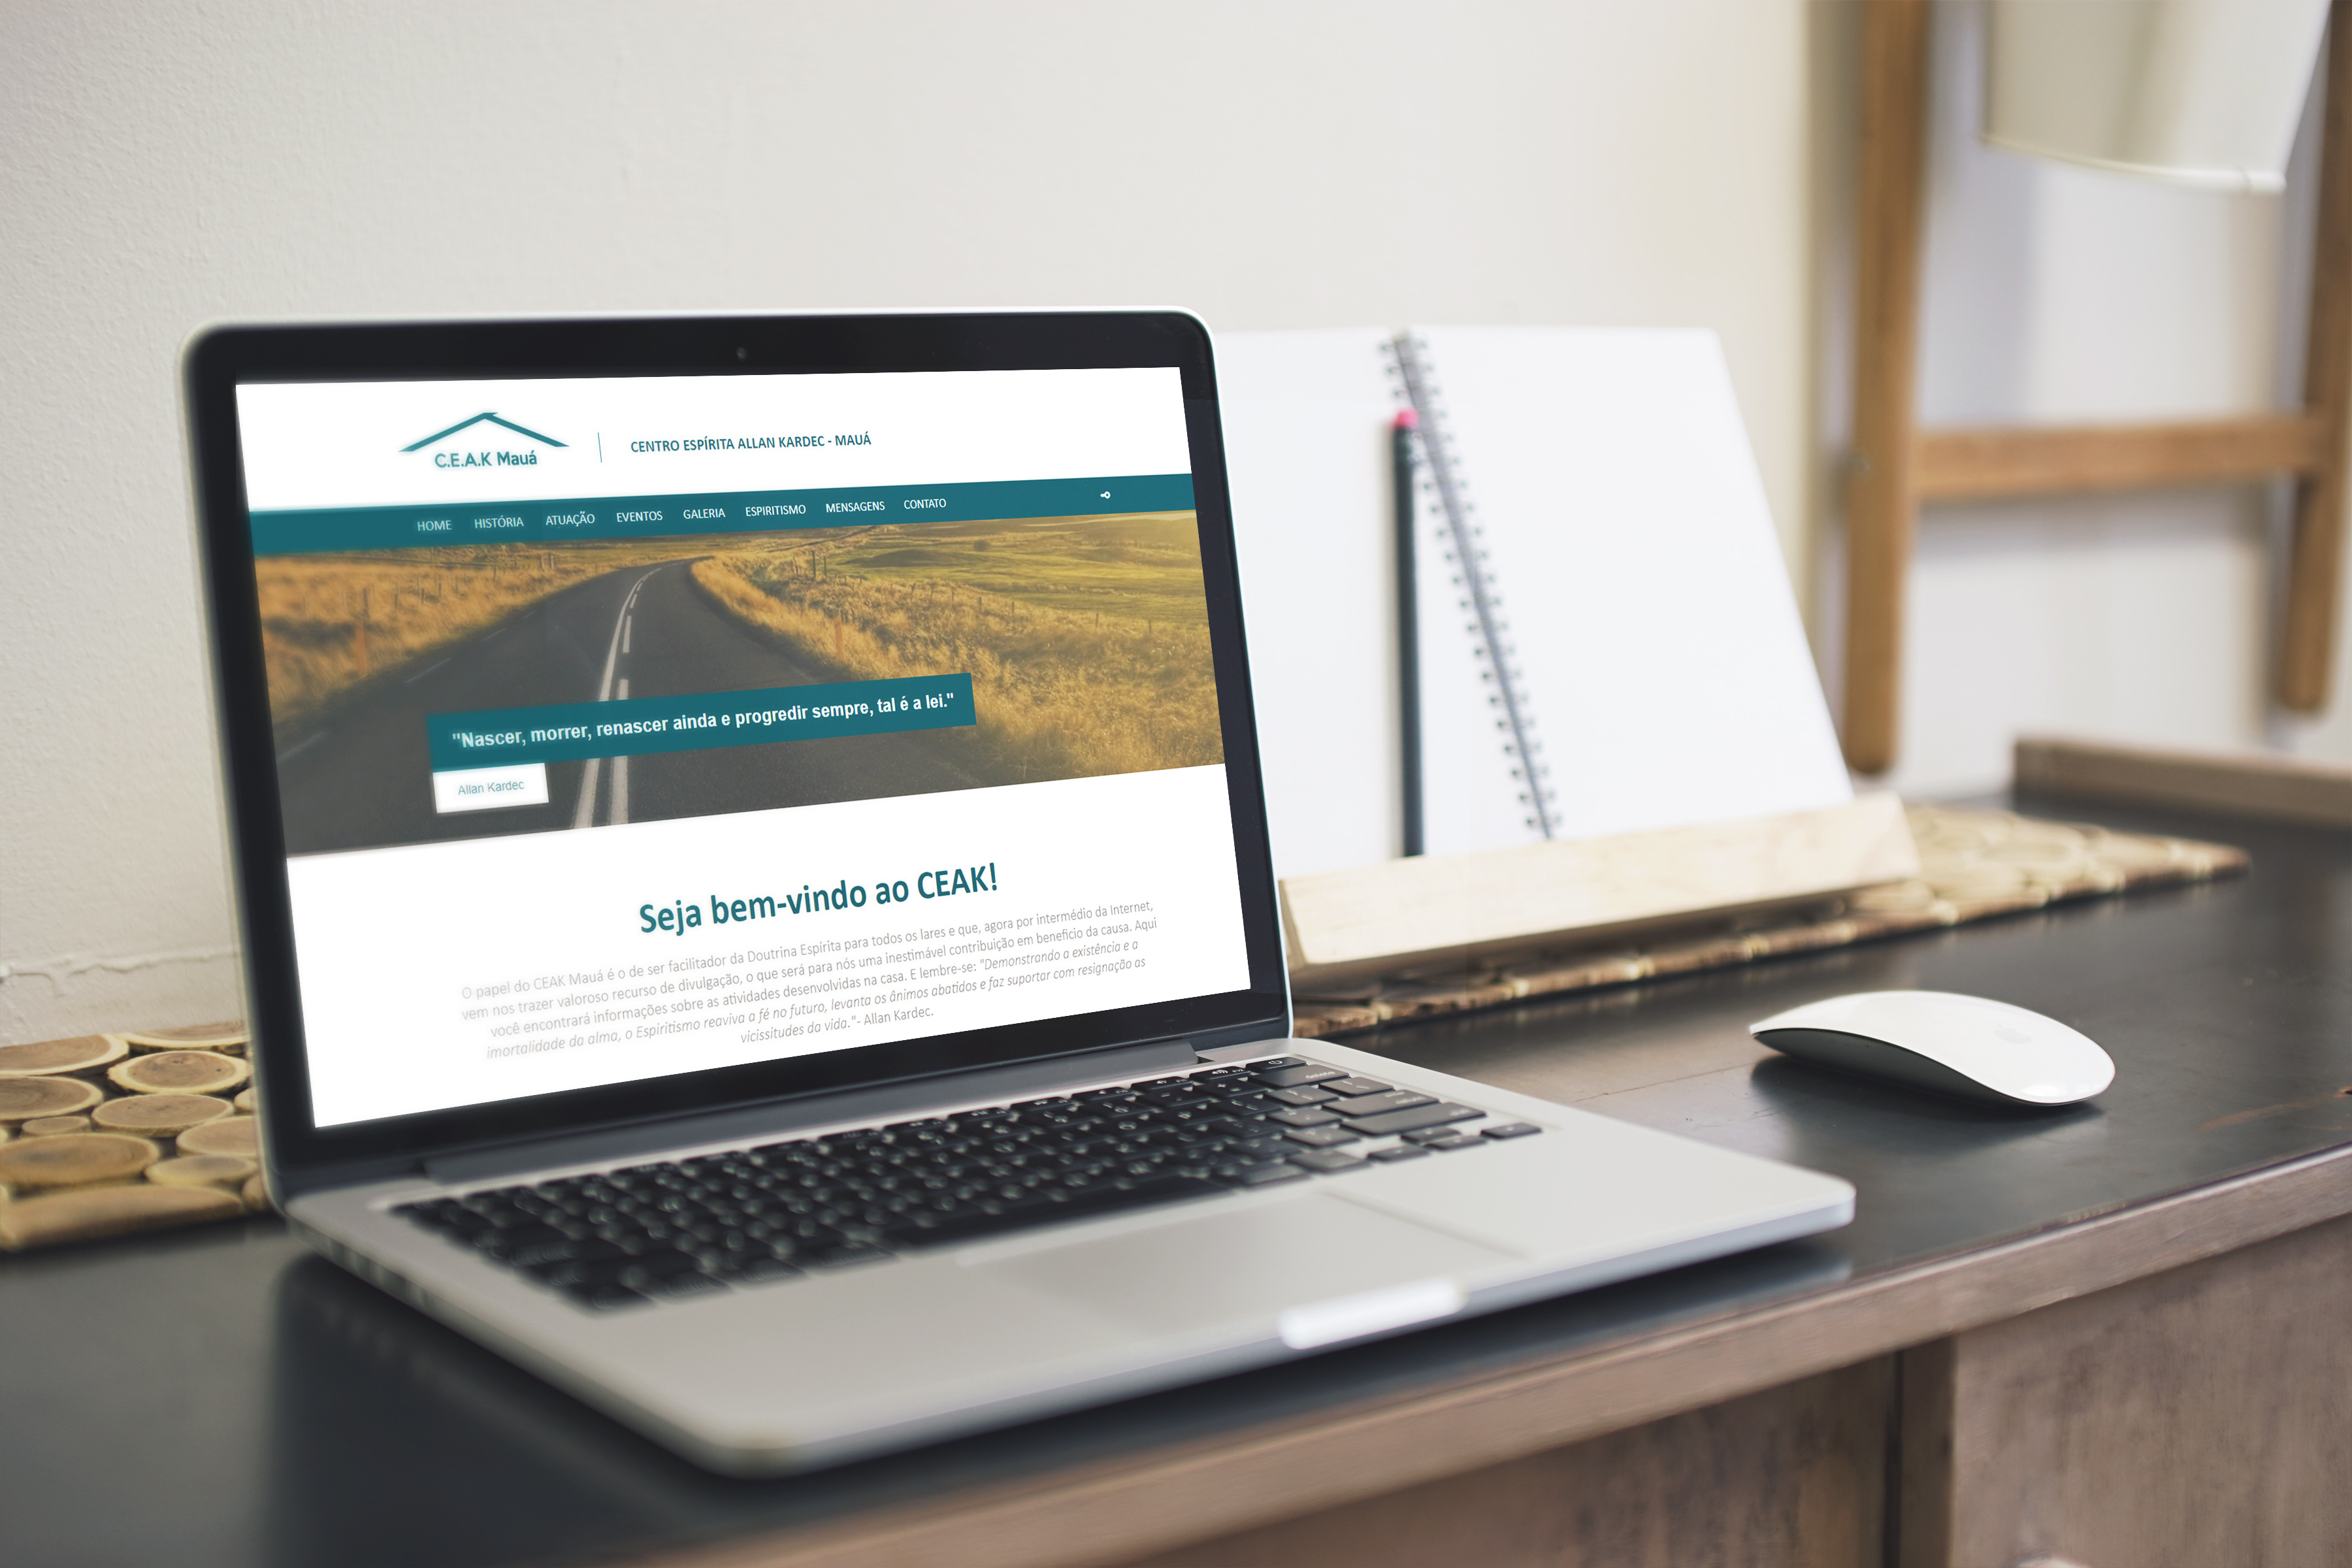 C.E.A.K Mauá
CENTRO ESPÍRITA ALLAN KARDEC - MAUÁ
HOME HISTÓRIA ATUAÇÃO EVENTOS GALERIA ESPIRITISMO MENSAGENS CONTATO
"Nascer, morrer, renascer ainda e progredir sempre, tal é a lei."
Allan Kardec
Seja bem-vindo ao CEAK!
O papel do CEAK Mauá é o de ser facilitador da Doutrina Espírita para todos os lares e que, agora por intermédio da Internet,
vem nos trazer valoroso recurso de divulgação, o que será para nós uma inestimável contribuição em benefício da causa. Aqui
você encontrará informações sobre as atividades desenvolvidas na casa. E lembre-se: "Demonstrando a existência e a
imortalidade da alma, o Espiritismo reaviva a fé no futuro, levanta os ânimos abatidos e faz suportar com resignação as
vicissitudes da vida."- Allan Kardec.